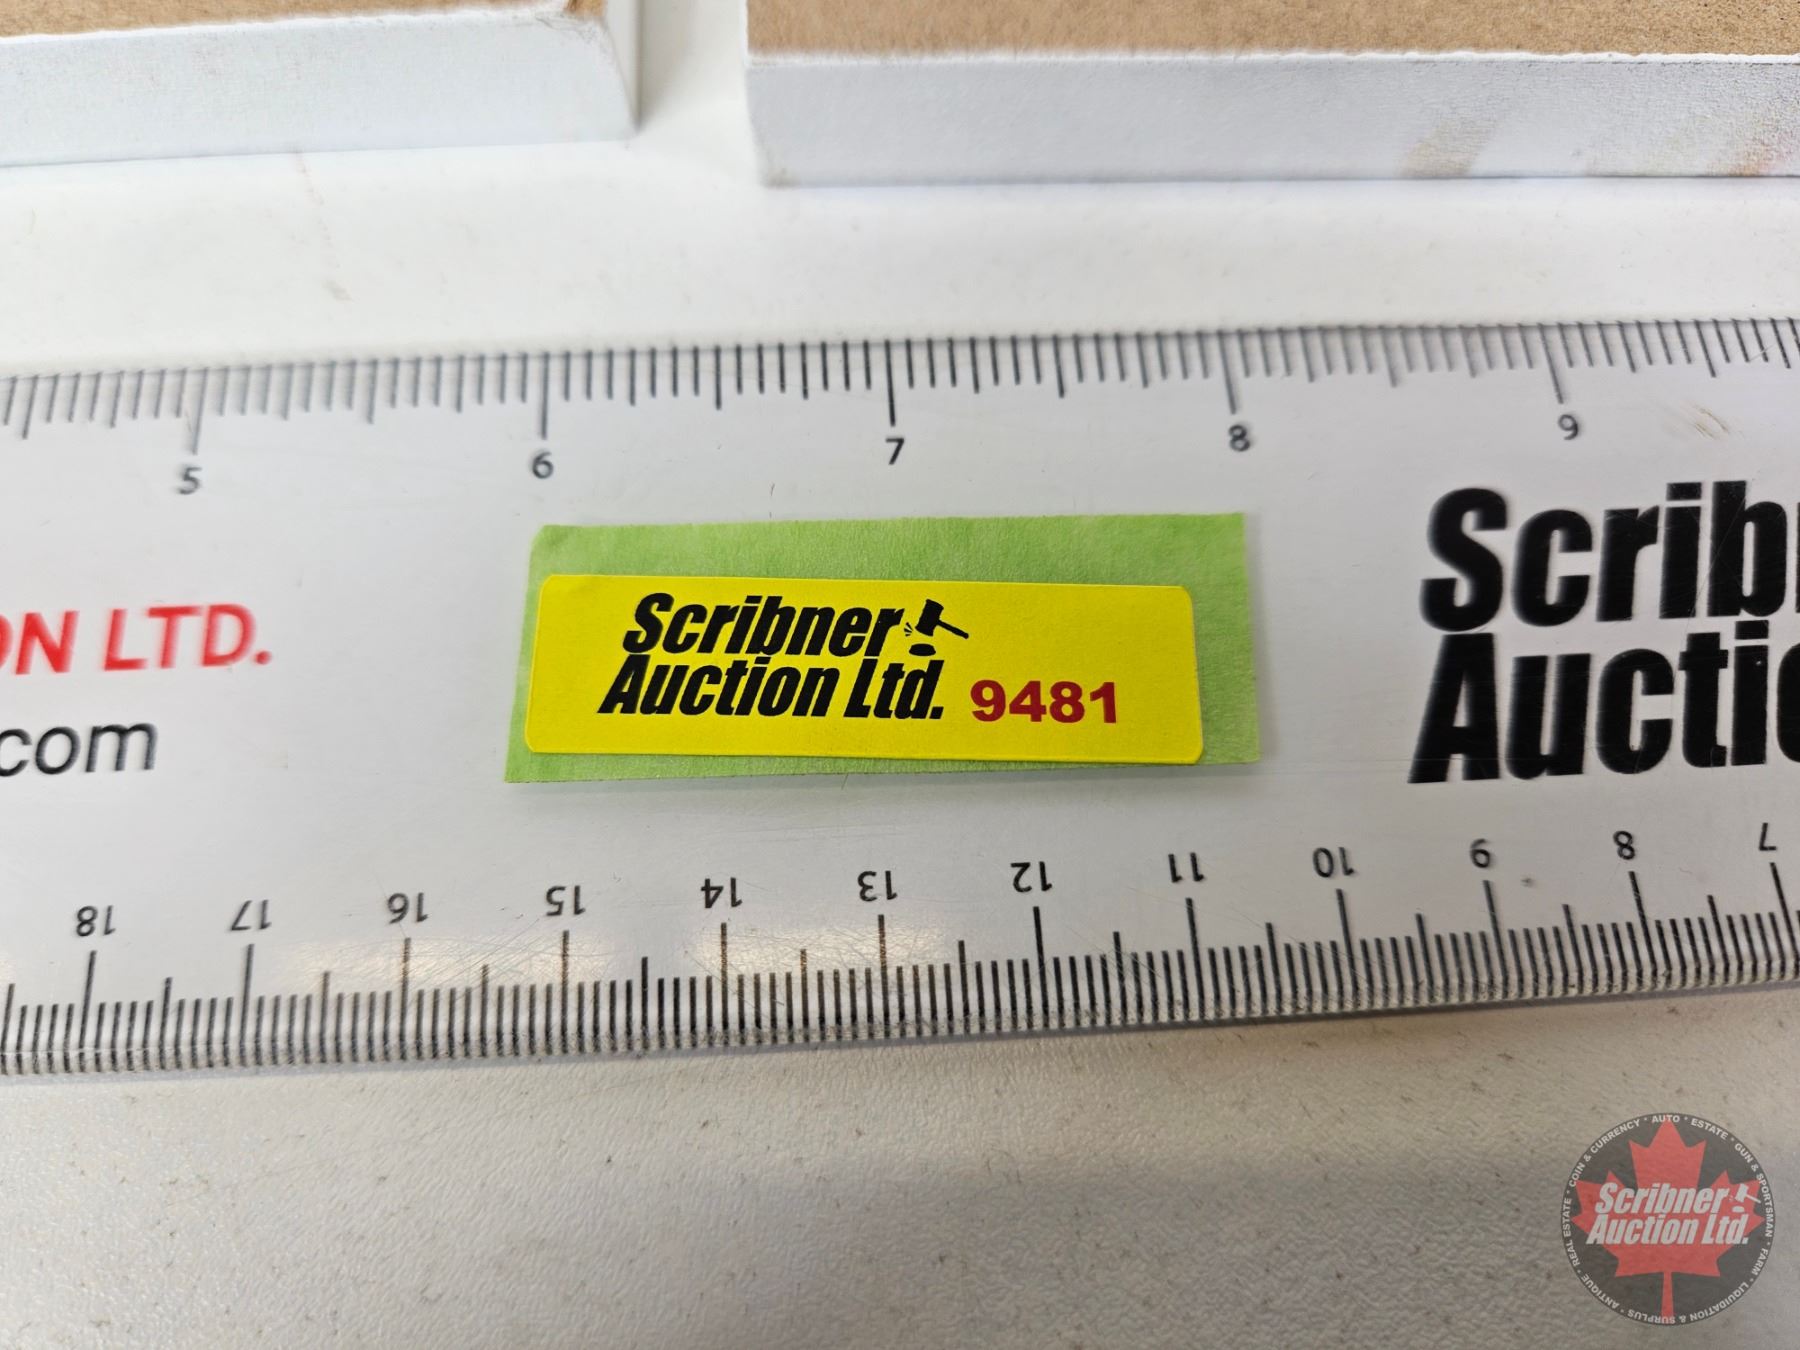 5 6 7 8 9
ON LTD.
.com
Scribner
Auction Ltd. 9481
Scrib
Aucti
18 17 16 15 14 13 12 11 10 9 8 7
Scribner
Auction Ltd.
COIN & CURRENCY • AUTO • ESTATE • GUN & SPORTSMAN • FARM • LIQUIDATION & SURPLUS • ANTIQUE • REAL ESTATE •